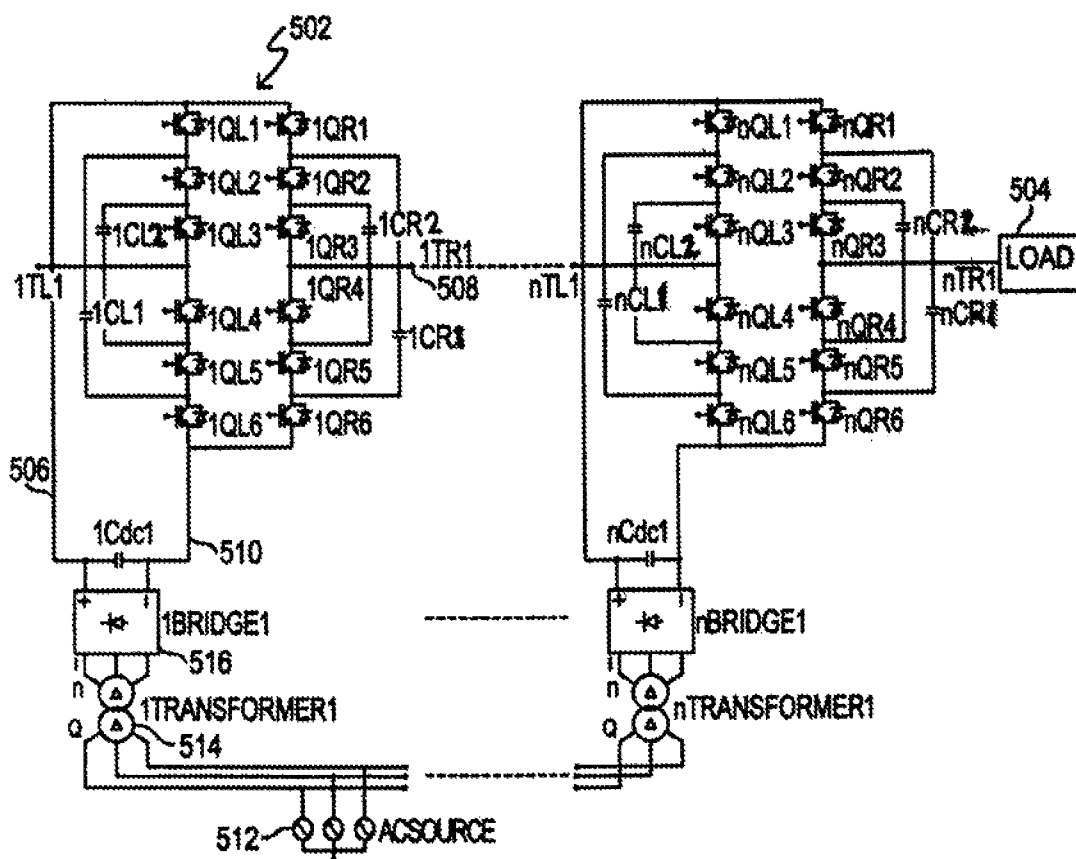 502
1QL1
1QR1
nQL1
nQR1
1QL2
1QR2
nQL2
nQR2
504
1QL3
1QR3
1CR2
1TR1
nCL2
nQL3
nQR3
LOAD
1TL1
508
nTL1
nTR1
1CL1
1QL4
1QR4
nQL4
nQR4
1QL5
1QR5
nQL5
nQR5
1QL6
1QR6
nQL6
nQR6
506
1Cdc1
510
nCdc1
+
+
1BRIDGE1
nBRIDGE1
516
n
n
1TRANSFORMER1
nTRANSFORMER1
Q
514
Q
512
ACSOURCE